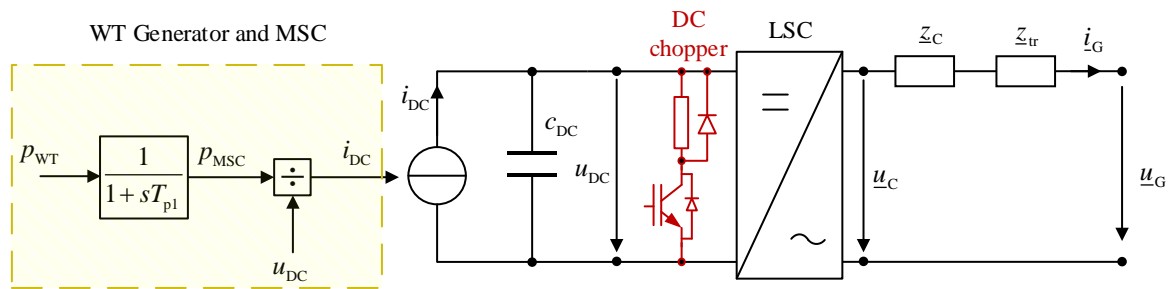 WT Generator and MSC
DC
chopper
LSC
z_C
z_tr
i_G
i_DC
c_DC
p_WT
1
1 + sT_p1
p_MSC
÷
i_DC
u_DC
u_DC
=
~
u_C
u_G